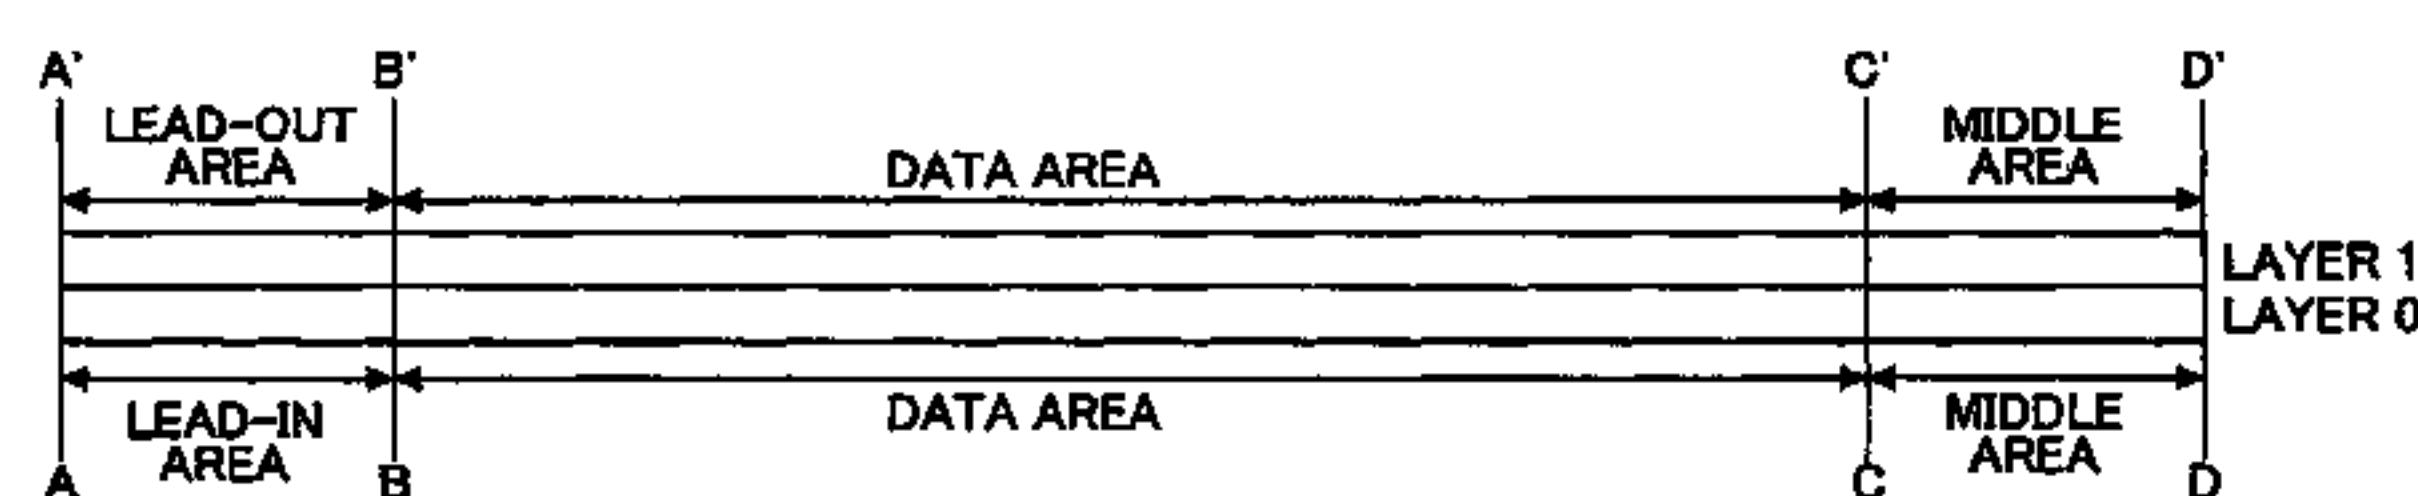 A' B' C' D'
LEAD-OUT
AREA
DATA AREA
MIDDLE
AREA
LAYER 1
LAYER 0
LEAD-IN
AREA
DATA AREA
MIDDLE
AREA
A B C D